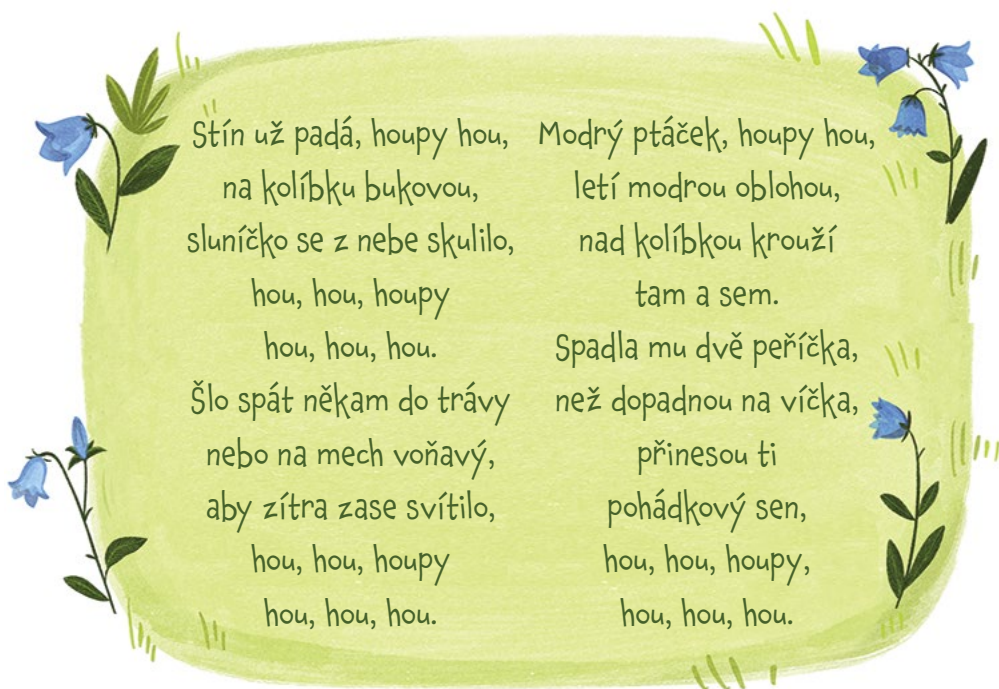 Stín už padá, houpy hou,
na kolíbku bukovou,
sluníčko se z nebe skulilo,
hou, hou, houpy
hou, hou, hou.
Šlo spát někam do trávy
nebo na mech voňavý,
aby zítra zase svítilo,
hou, hou, houpy
hou, hou, hou.
Modrý ptáček, houpy hou,
letí modrou oblohou,
nad kolíbkou krouží
tam a sem.
Spadla mu dvě peříčka,
než dopadnou na víčka,
přinesou ti
pohádkový sen,
hou, hou, houpy,
hou, hou, hou.